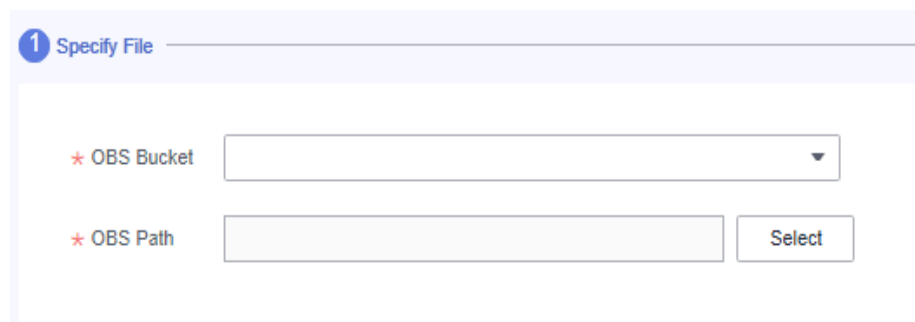 1 Specify File
* OBS Bucket
* OBS Path Select